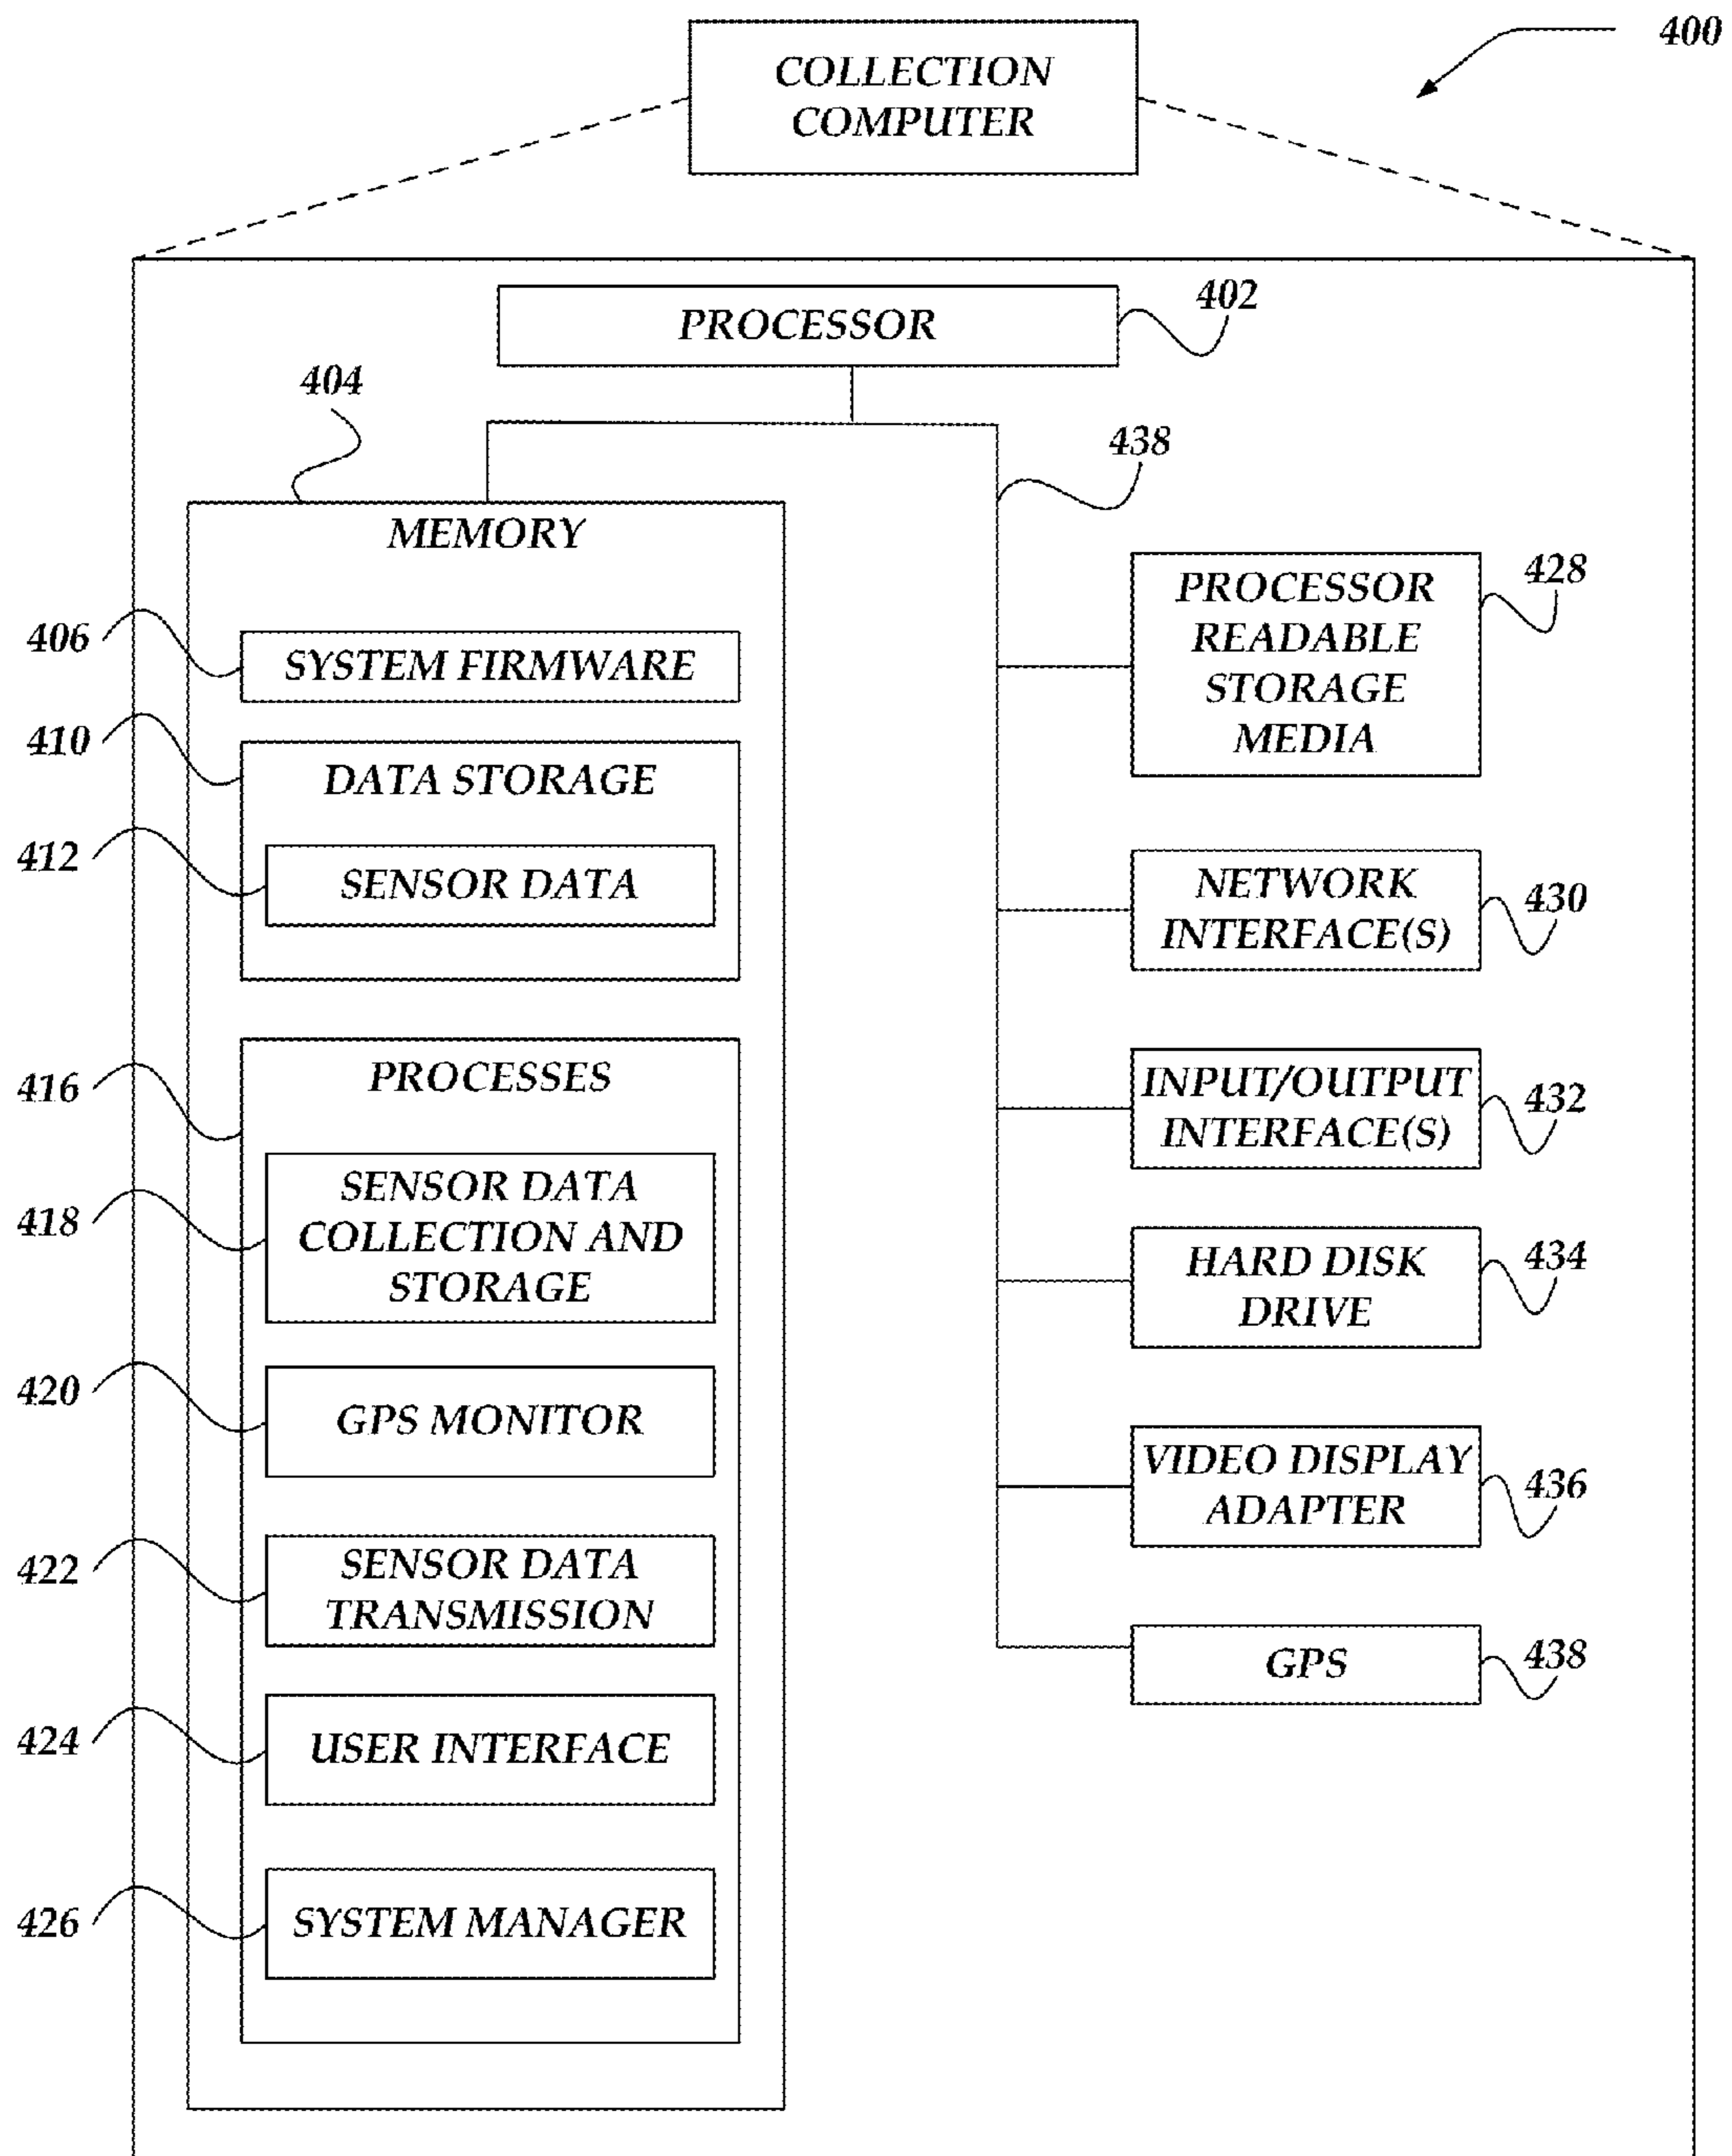 400
COLLECTION
COMPUTER
PROCESSOR
402
404
438
MEMORY
406
SYSTEM FIRMWARE
410
DATA STORAGE
412
SENSOR DATA
416
PROCESSES
418
SENSOR DATA
COLLECTION AND
STORAGE
420
GPS MONITOR
422
SENSOR DATA
TRANSMISSION
424
USER INTERFACE
426
SYSTEM MANAGER
PROCESSOR
READABLE
STORAGE
MEDIA
428
NETWORK
INTERFACE(S)
430
INPUT/OUTPUT
INTERFACE(S)
432
HARD DISK
DRIVE
434
VIDEO DISPLAY
ADAPTER
436
GPS
438